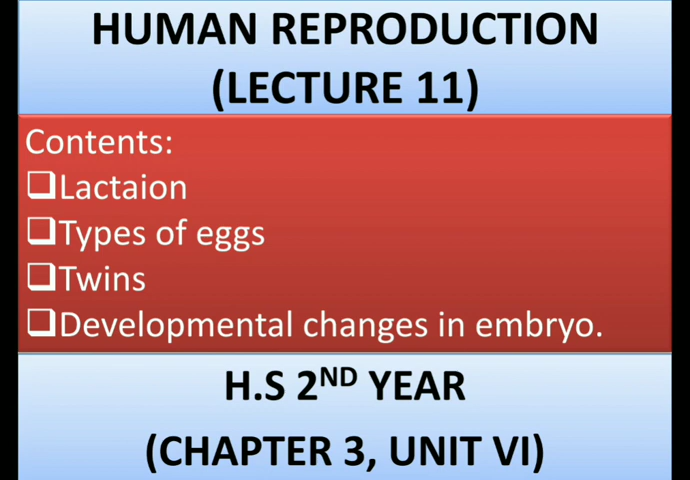 HUMAN REPRODUCTION
(LECTURE 11)
Contents:
❑Lactaion
❑Types of eggs
❑Twins
❑Developmental changes in embryo.
H.S 2ND YEAR
(CHAPTER 3, UNIT VI)